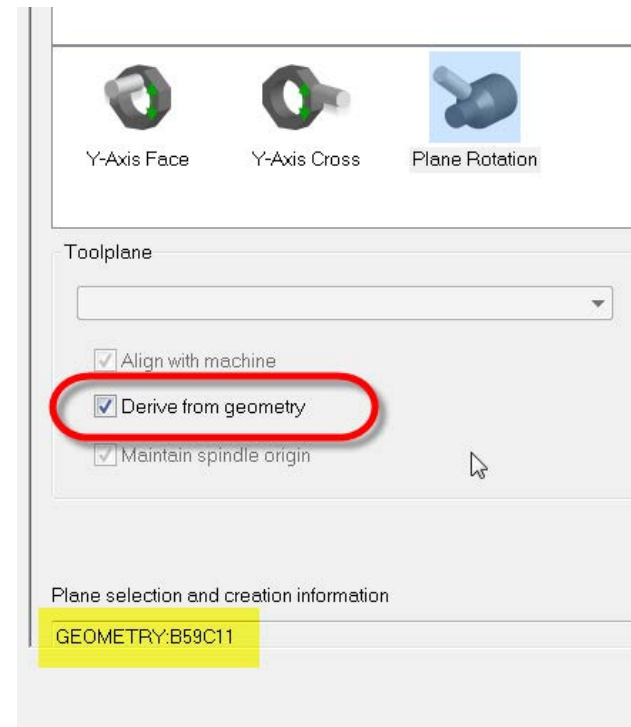 Y-Axis Face Y-Axis Cross Plane Rotation
Toolplane
Align with machine
Derive from geometry
Maintain spindle origin
Plane selection and creation information
GEOMETRY:B59C11